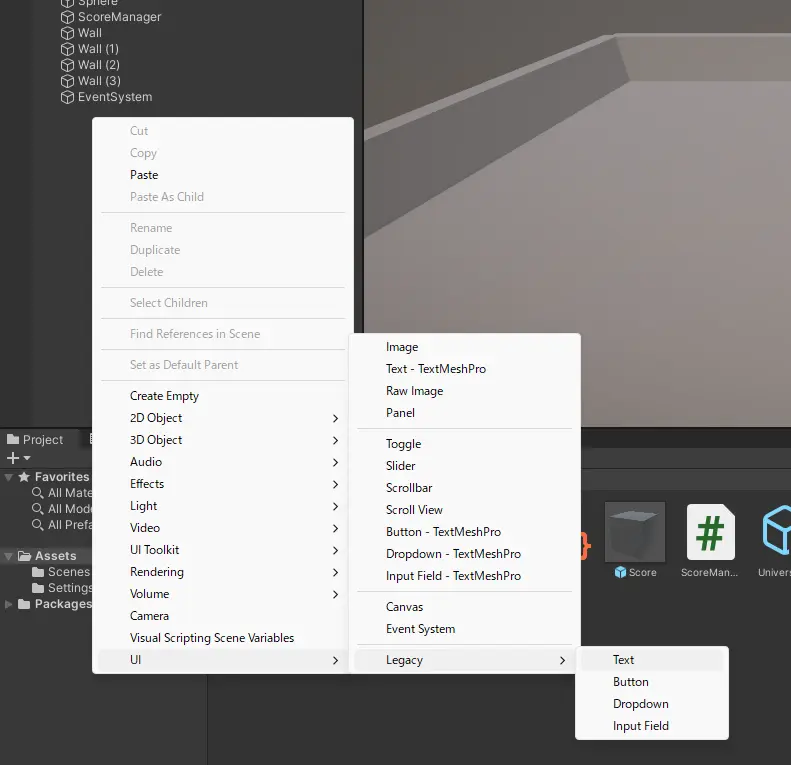 Sphere
ScoreManager
Wall
Wall (1)
Wall (2)
Wall (3)
EventSystem
Cut
Copy
Paste
Paste As Child
Rename
Duplicate
Delete
Select Children
Find References in Scene
Set as Default Parent
Create Empty
2D Object
3D Object
Audio
Effects
Light
Video
UI Toolkit
Rendering
Volume
Camera
Visual Scripting Scene Variables
UI
Image
Text - TextMeshPro
Raw Image
Panel
Toggle
Slider
Scrollbar
Scroll View
Button - TextMeshPro
Dropdown - TextMeshPro
Input Field - TextMeshPro
Canvas
Event System
Legacy
Text
Button
Dropdown
Input Field
Project
Favorites
All Mate
All Mode
All Prefa
Assets
Scenes
Settings
Packages
Score
ScoreMan...
Univers